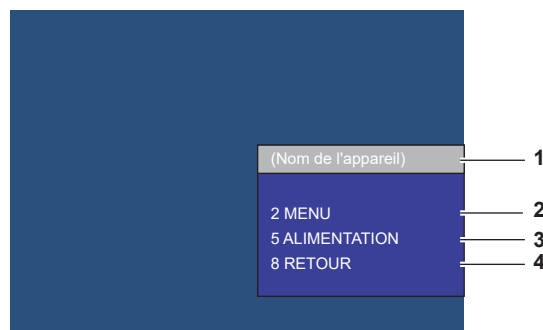 (Nom de l'appareil) 1
2 MENU 2
5 ALIMENTATION 3
8 RETOUR 4